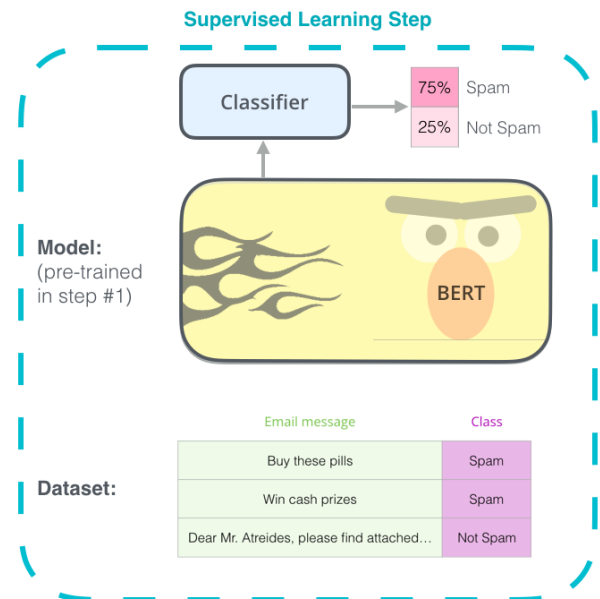 Supervised Learning Step
Classifier
75% Spam
25% Not Spam
Model:
(pre-trained
in step #1)
BERT
Email message Class
Dataset:
Buy these pills Spam
Win cash prizes Spam
Dear Mr. Atreides, please find attached... Not Spam